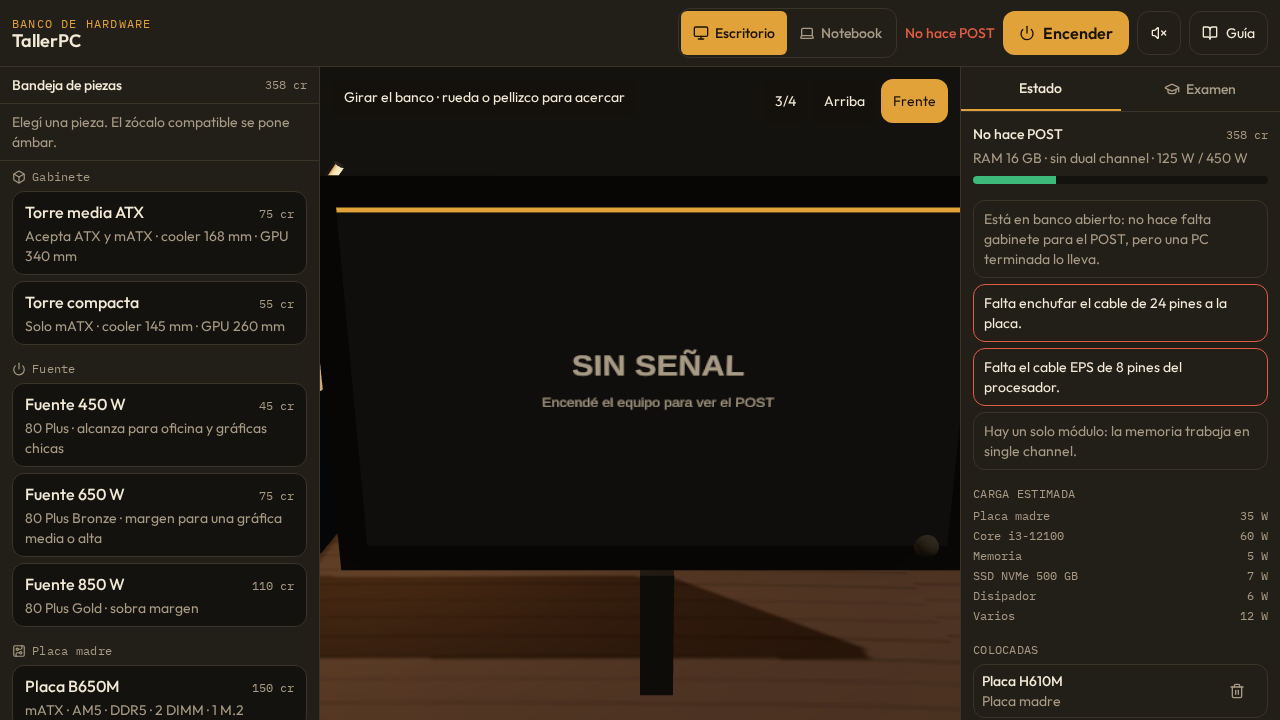 BANCO DE HARDWARE
TallerPC
Escritorio
Notebook
No hace POST
Encender
Guía
Bandeja de piezas
358 cr
Elegí una pieza. El zócalo compatible se pone
ámbar.
Gabinete
Torre media ATX
75 cr
Acepta ATX y mATX · cooler 168 mm · GPU
340 mm
Torre compacta
55 cr
Solo mATX · cooler 145 mm · GPU 260 mm
Fuente
Fuente 450 W
45 cr
80 Plus · alcanza para oficina y gráficas
chicas
Fuente 650 W
75 cr
80 Plus Bronze · margen para una gráfica
media o alta
Fuente 850 W
110 cr
80 Plus Gold · sobra margen
Placa madre
Placa B650M
150 cr
mATX · AM5 · DDR5 · 2 DIMM · 1 M.2
Girar el banco · rueda o pellizco para acercar
3/4
Arriba
Frente
SIN SEÑAL
Encendé el equipo para ver el POST
Estado
Examen
No hace POST
358 cr
RAM 16 GB · sin dual channel · 125 W / 450 W
Está en banco abierto: no hace falta
gabinete para el POST, pero una PC
terminada lo lleva.
Falta enchufar el cable de 24 pines a la
placa.
Falta el cable EPS de 8 pines del
procesador.
Hay un solo módulo: la memoria trabaja en
single channel.
CARGA ESTIMADA
Placa madre 35 W
Core i3-12100 60 W
Memoria 5 W
SSD NVMe 500 GB 7 W
Disipador 6 W
Varios 12 W
COLOCADAS
Placa H610M
Placa madre